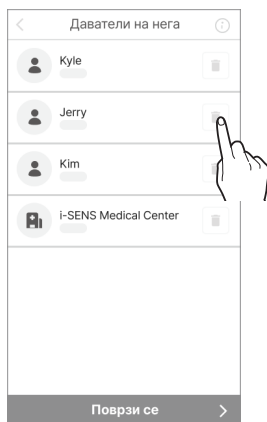 Даватели на нега
Kyle
Jerry
Kim
i-SENS Medical Center
Поврзи се